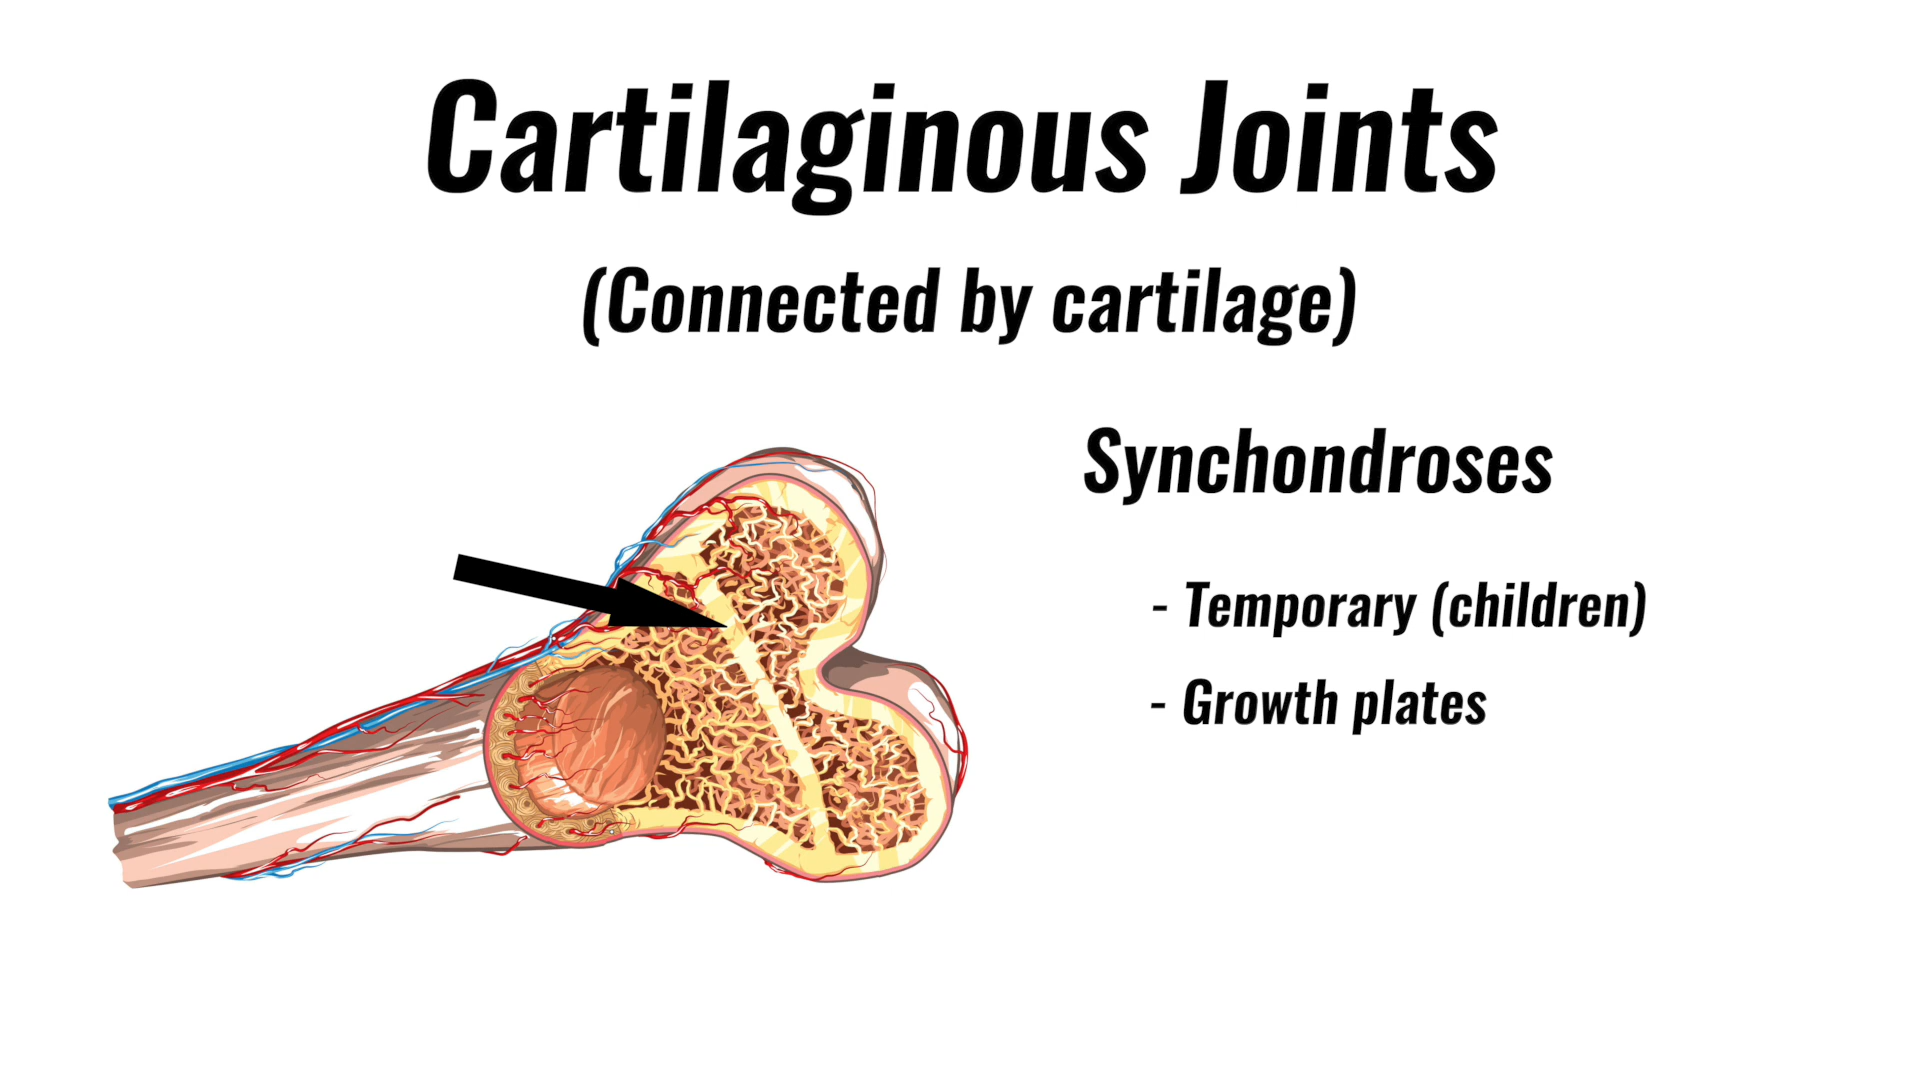 Cartilaginous Joints
(Connected by cartilage)
Synchondroses
- Temporary (children)
- Growth plates